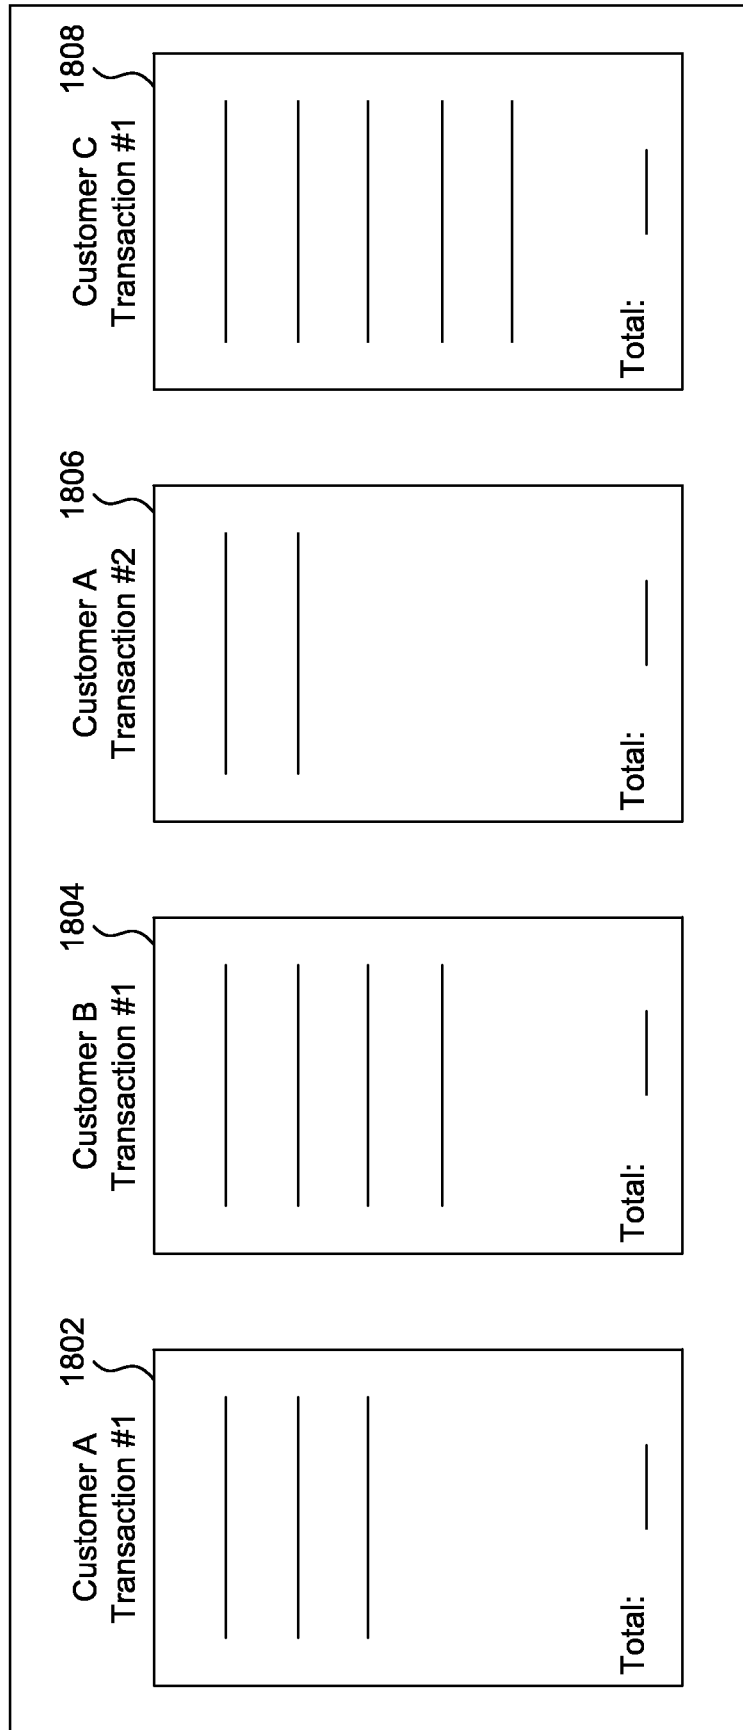 Customer A
Transaction #1
1802
Total:
Customer B
Transaction #1
1804
Total:
Customer A
Transaction #2
1806
Total:
Customer C
Transaction #1
1808
Total: